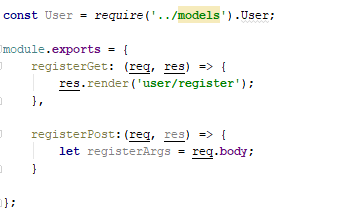 const User = require('../models').User;
module.exports = {
    registerGet: (req, res) => {
        res.render('user/register');
    },
    registerPost:(req, res) => {
        let registerArgs = req.body;
    }
};